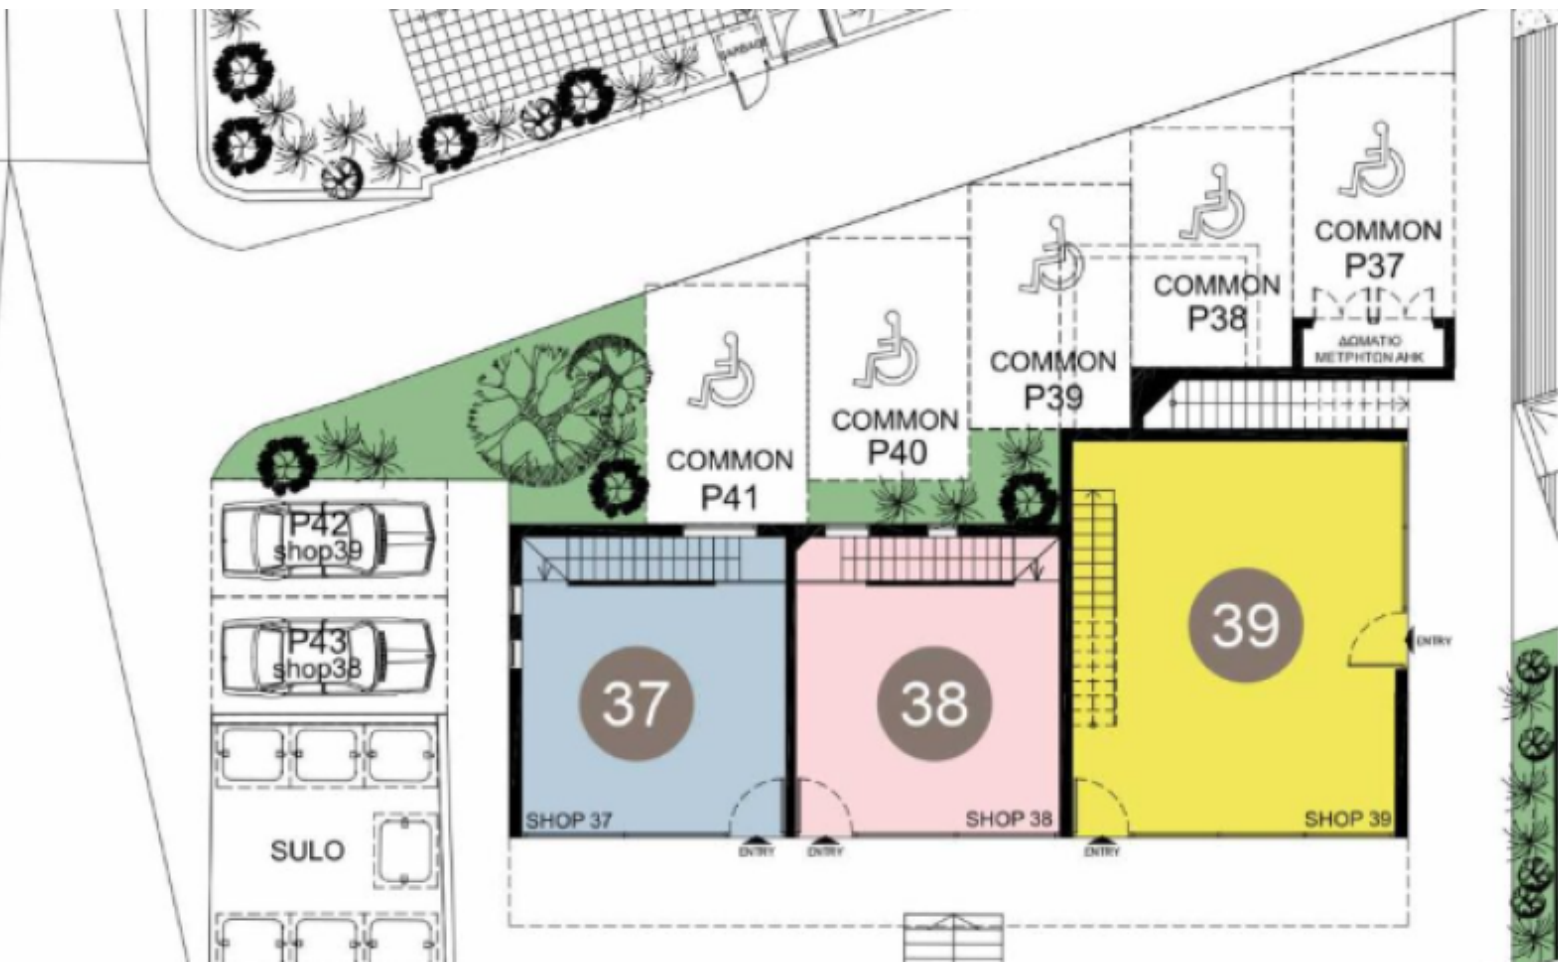 GARBAGE
COMMON
P37
ΔΩΜΑΤΙΟ
ΜΕΤΡΗΤΩΝ ΑΗΚ
COMMON
P38
COMMON
P39
COMMON
P40
COMMON
P41
P42
shop39
P43
shop38
SULO
37
SHOP 37
ENTRY
38
SHOP 38
ENTRY
39
ENTRY
SHOP 39
ENTRY